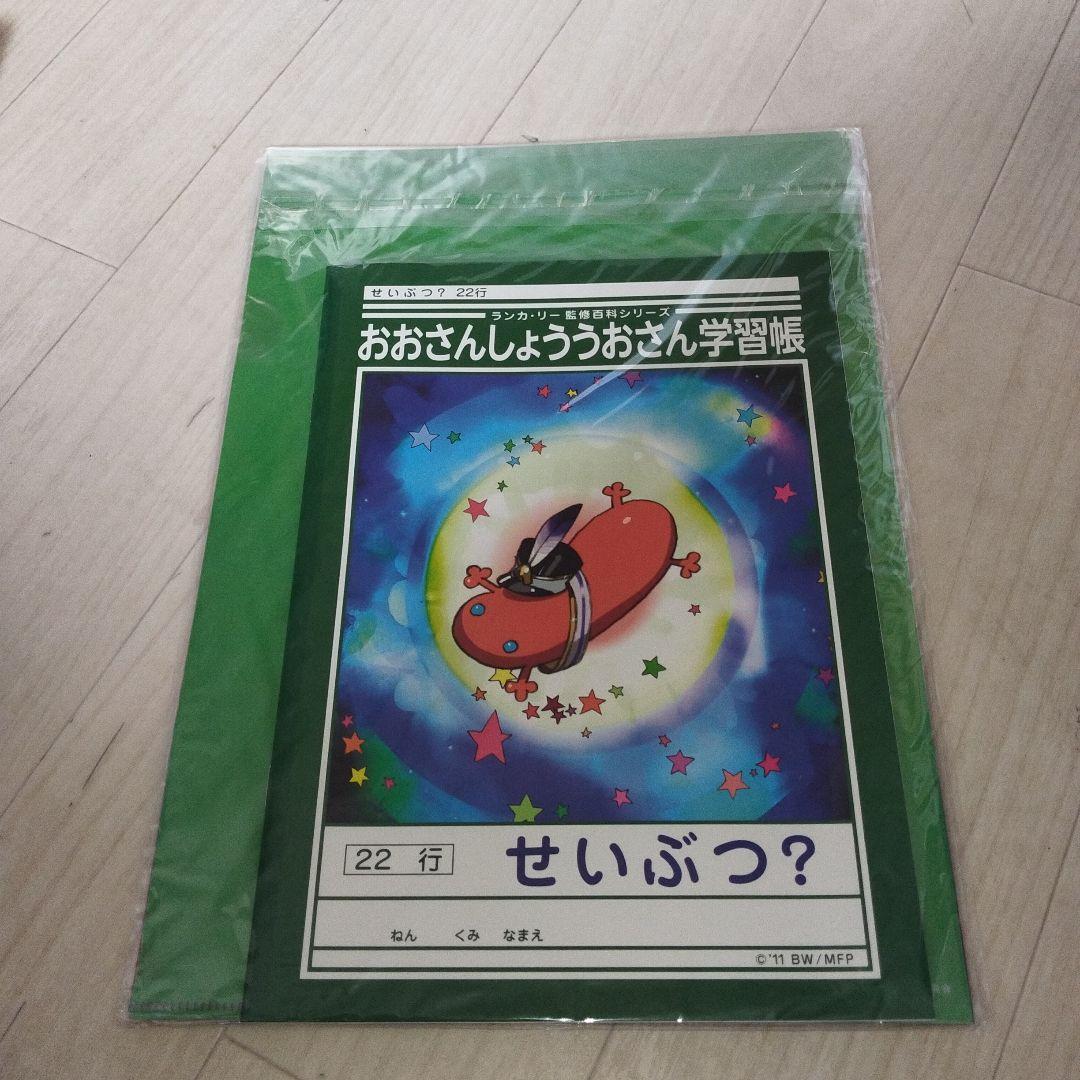 せいぶつ? 22行
ランカ・リー 監修百科シリーズ
おおさんしょううおさん学習帳
22 行
せいぶつ?
ねん くみ なまえ
©'11 BW/MFP